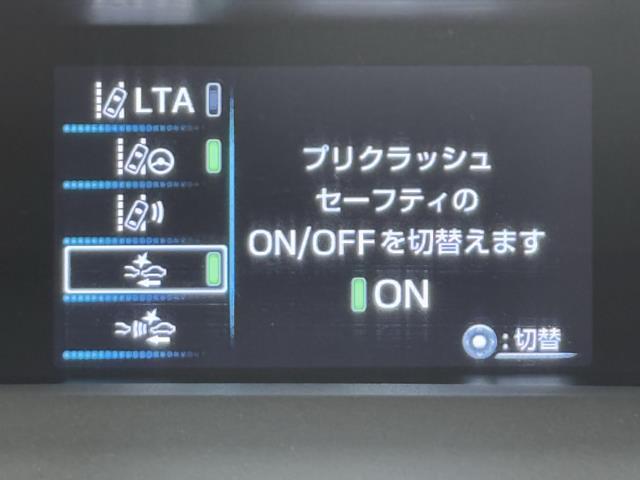 LTA
プリクラッシュ
セーフティの
ON/OFFを切替えます
ON
:切替